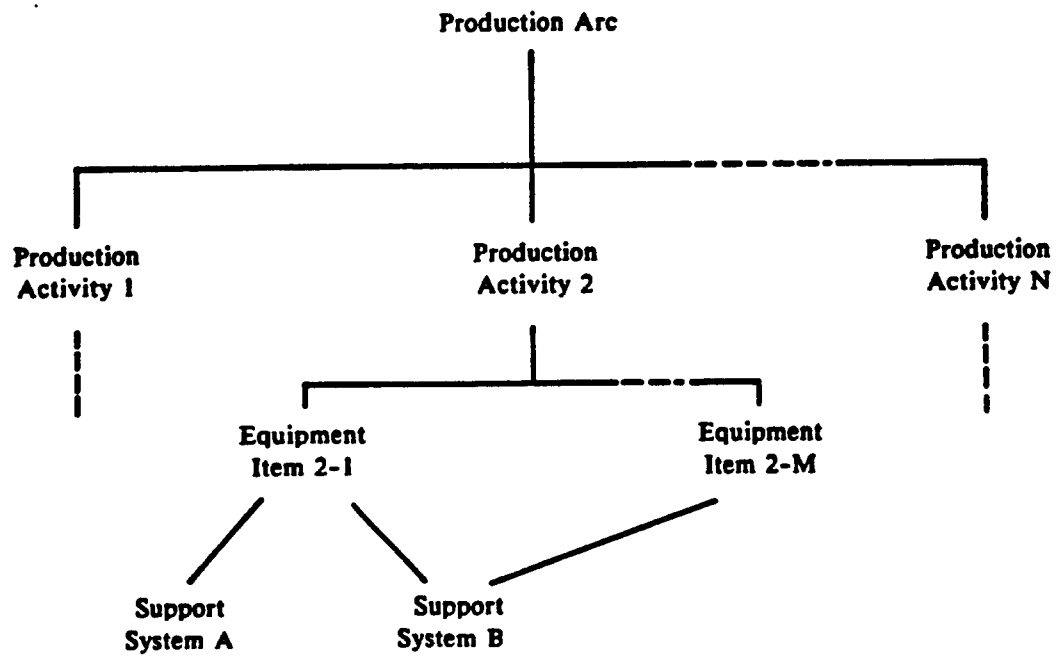 Production Arc
Production
Activity 1
Production
Activity 2
Production
Activity N
Equipment
Item 2-1
Equipment
Item 2-M
Support
System A
Support
System B